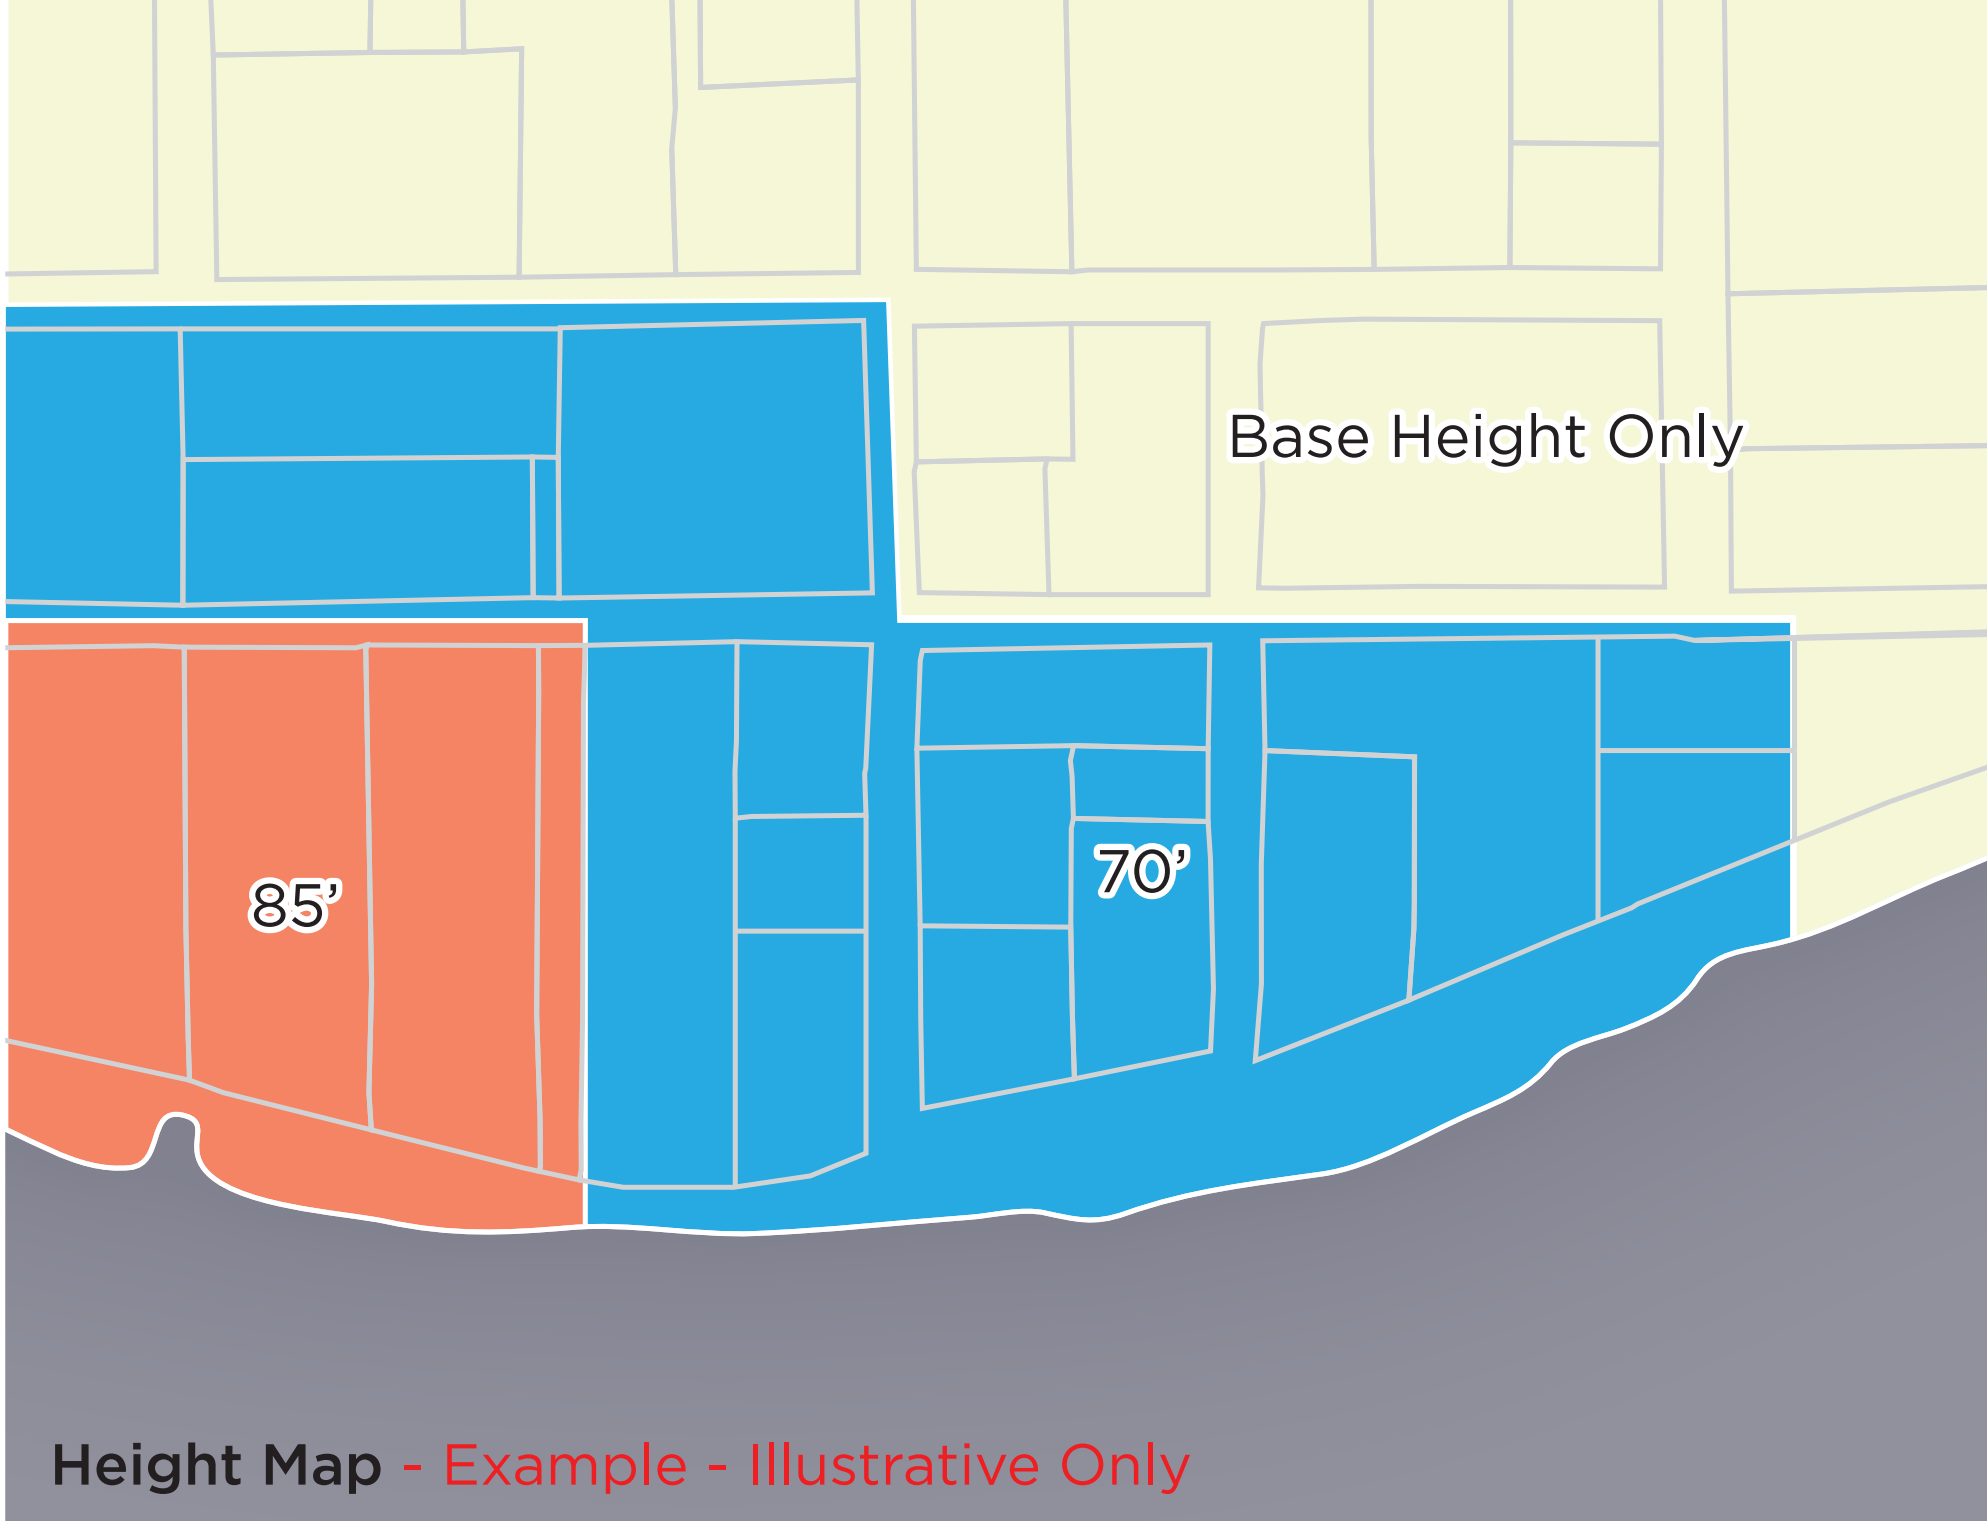 Base Height Only
70’
85’
Height Map - Example - Illustrative Only